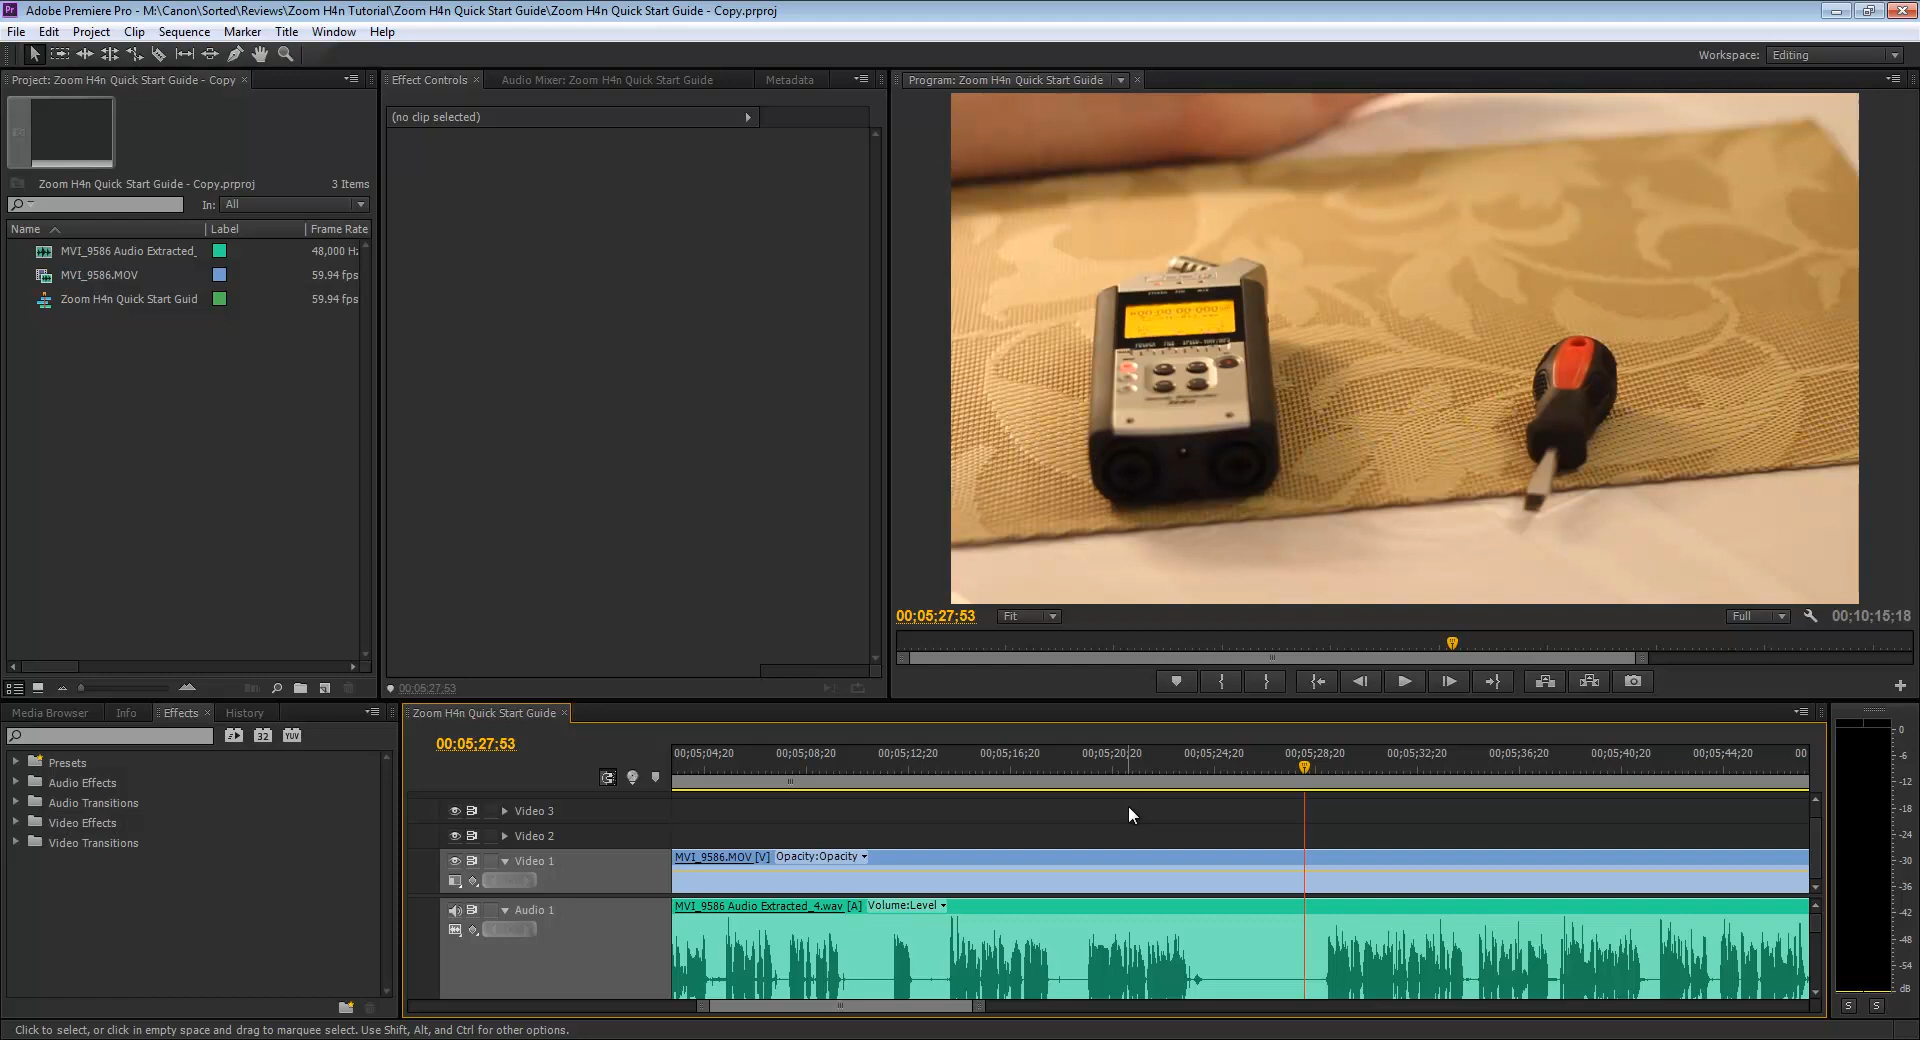 Adobe Premiere Pro - M:\Canon\Sorted\Reviews\Zoom H4n Tutorial\Zoom H4n Quick Start Guide\Zoom H4n Quick Start Guide - Copy.prproj
File Edit Project Clip Sequence Marker Title Window Help
Workspace: Editing
Project: Zoom H4n Quick Start Guide - Copy
Effect Controls Audio Mixer: Zoom H4n Quick Start Guide Metadata
Program: Zoom H4n Quick Start Guide
(no clip selected)
Zoom H4n Quick Start Guide - Copy.prproj 3 Items
In: All
Name Label Frame Rate
MVI_9586 Audio Extracted_ 48,000 Hz
MVI_9586.MOV 59.94 fps
Zoom H4n Quick Start Guid 59.94 fps
00;05;27;53
00;05;27;53 Fit Full 00;10;15;18
Media Browser Info Effects History
32 YUV
Presets
Audio Effects
Audio Transitions
Video Effects
Video Transitions
Zoom H4n Quick Start Guide
00;05;27;53
00;05;04;20 00;05;08;20 00;05;12;20 00;05;16;20 00;05;20;20 00;05;24;20 00;05;28;20 00;05;32;20 00;05;36;20 00;05;40;20 00;05;44;20 00
Video 3
Video 2
Video 1
MVI_9586.MOV [V] Opacity:Opacity
Audio 1
MVI_9586 Audio Extracted_4.wav [A] Volume:Level
0
-6
-12
-18
-24
-30
-36
-42
-48
-54
dB
S S
Click to select, or click in empty space and drag to marquee select. Use Shift, Alt, and Ctrl for other options.